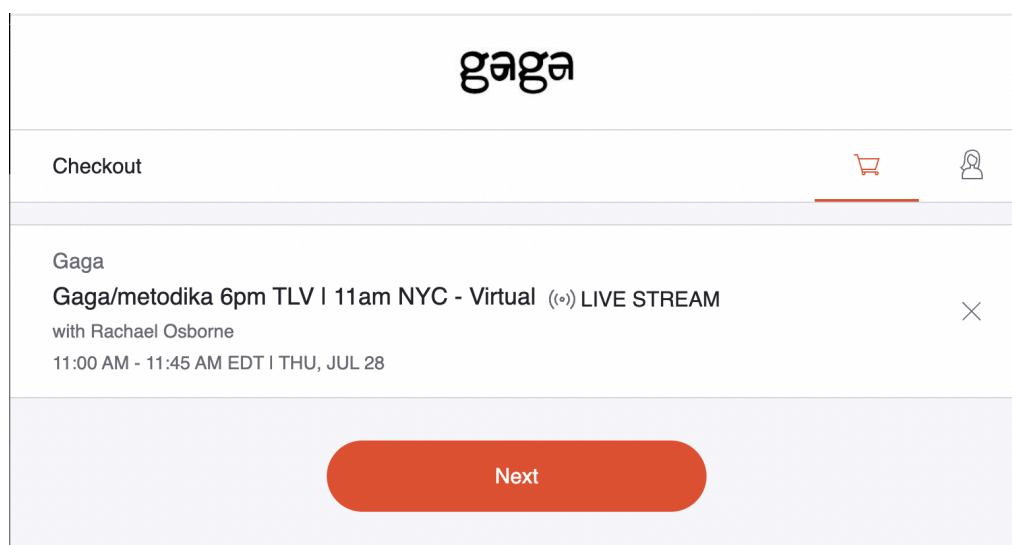 gaga
Checkout
Gaga
Gaga/metodika 6pm TLV | 11am NYC - Virtual LIVE STREAM
with Rachael Osborne
11:00 AM - 11:45 AM EDT | THU, JUL 28
Next